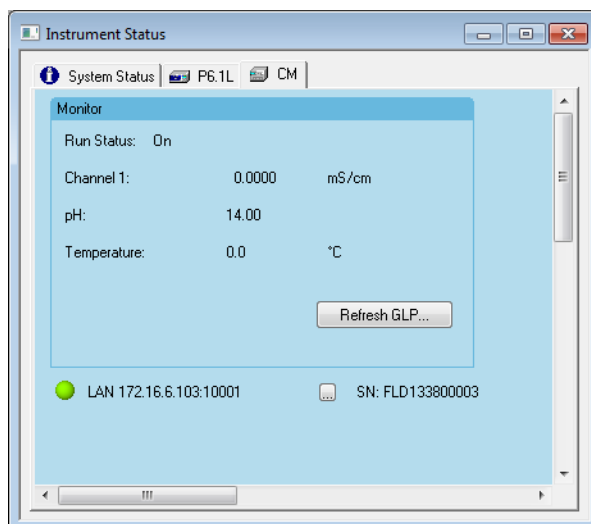 Instrument Status
System Status P6.1L CM
Monitor
Run Status: On
Channel 1: 0.0000 mS/cm
pH: 14.00
Temperature: 0.0 °C
Refresh GLP...
LAN 172.16.6.103:10001 ... SN: FLD133800003